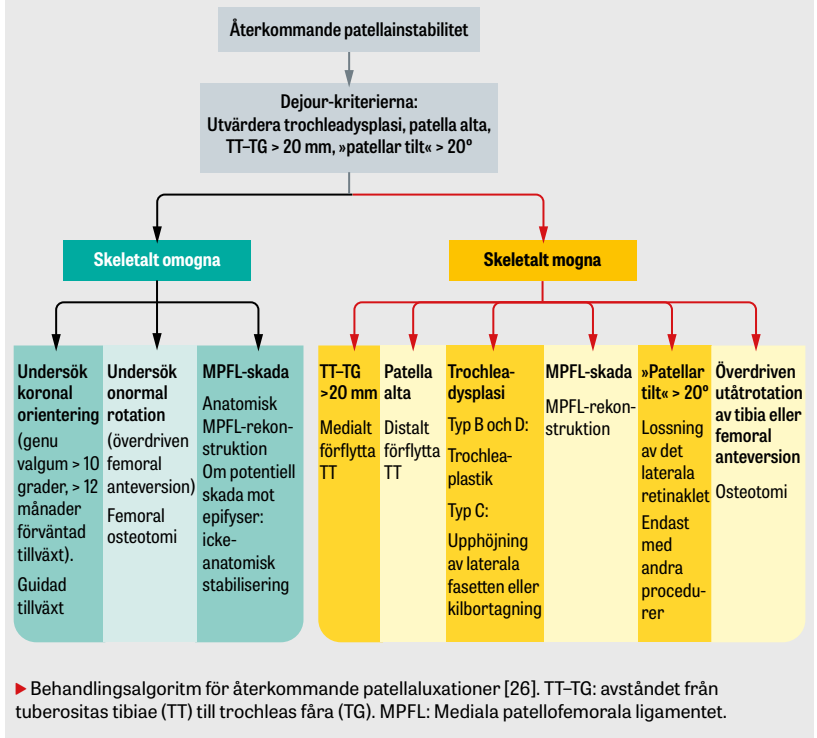 Återkommande patellainstabilitet
Dejour-kriterierna:
Utvärdera trochleadysplasi, patella alta,
TT–TG > 20 mm, »patellar tilt« > 20º
Skeletalt omogna
Skeletalt mogna
Undersök
koronal
orientering
(genu
valgum > 10
grader, > 12
månader
förväntad
tillväxt).
Guidad
tillväxt
Undersök
onormal
rotation
(överdriven
femoral
anteversion)
Femoral
osteotomi
MPFL-skada
Anatomisk
MPFL-rekon-
struktion
Om potentiell
skada mot
epifyser:
icke-
anatomisk
stabilisering
TT–TG
>20 mm
Medialt
förflytta
TT
Patella
alta
Distalt
förflytta
TT
Trochlea-
dysplasi
Typ B och D:
Trochlea-
plastik
Typ C:
Upphöjning
av laterala
fasetten eller
kilbortagning
MPFL-skada
MPFL-rekon-
struktion
»Patellar
tilt« > 20º
Lossning
av det
laterala
retinaklet
Endast
med
andra
procedu-
rer
Överdriven
utåtrotation
av tibia eller
femoral
anteversion
Osteotomi
▶ Behandlingsalgoritm för återkommande patellaluxationer [26]. TT–TG: avståndet från
tuberositas tibiae (TT) till trochleas fåra (TG). MPFL: Mediala patellofemorala ligamentet.